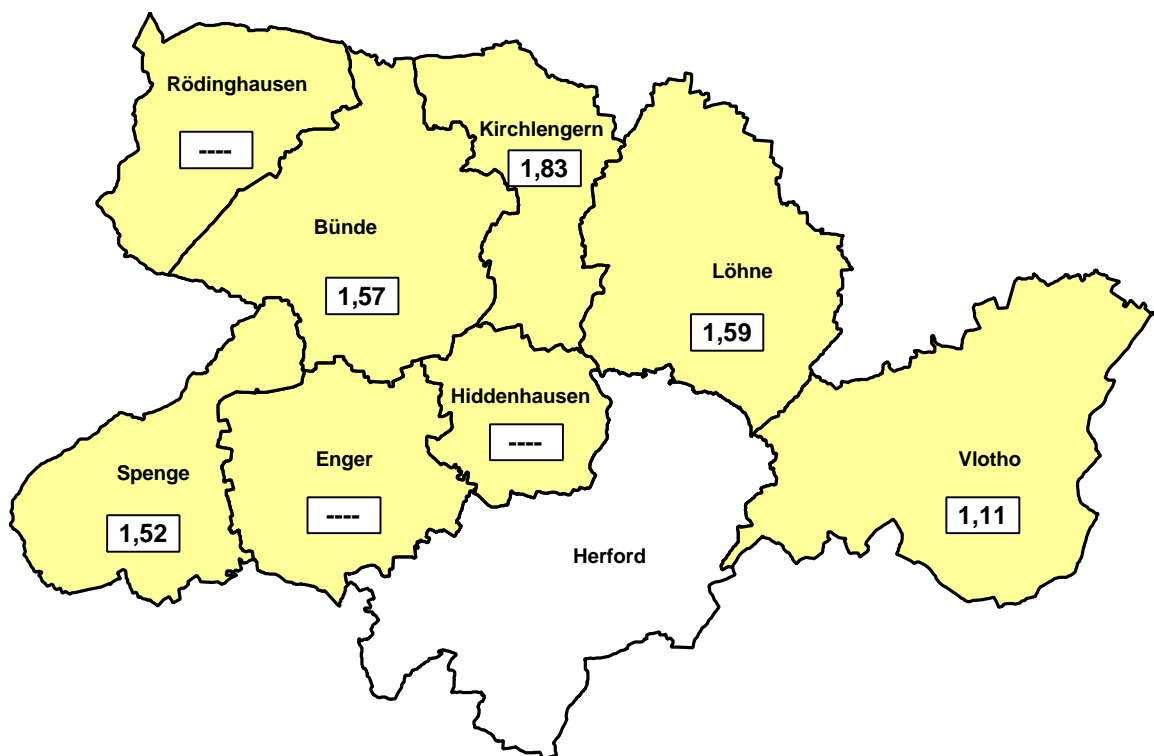 Rödinghausen
----
Kirchlengern
1,83
Bünde
1,57
Löhne
1,59
Hiddenhausen
----
Spenge
1,52
Enger
----
Vlotho
1,11
Herford